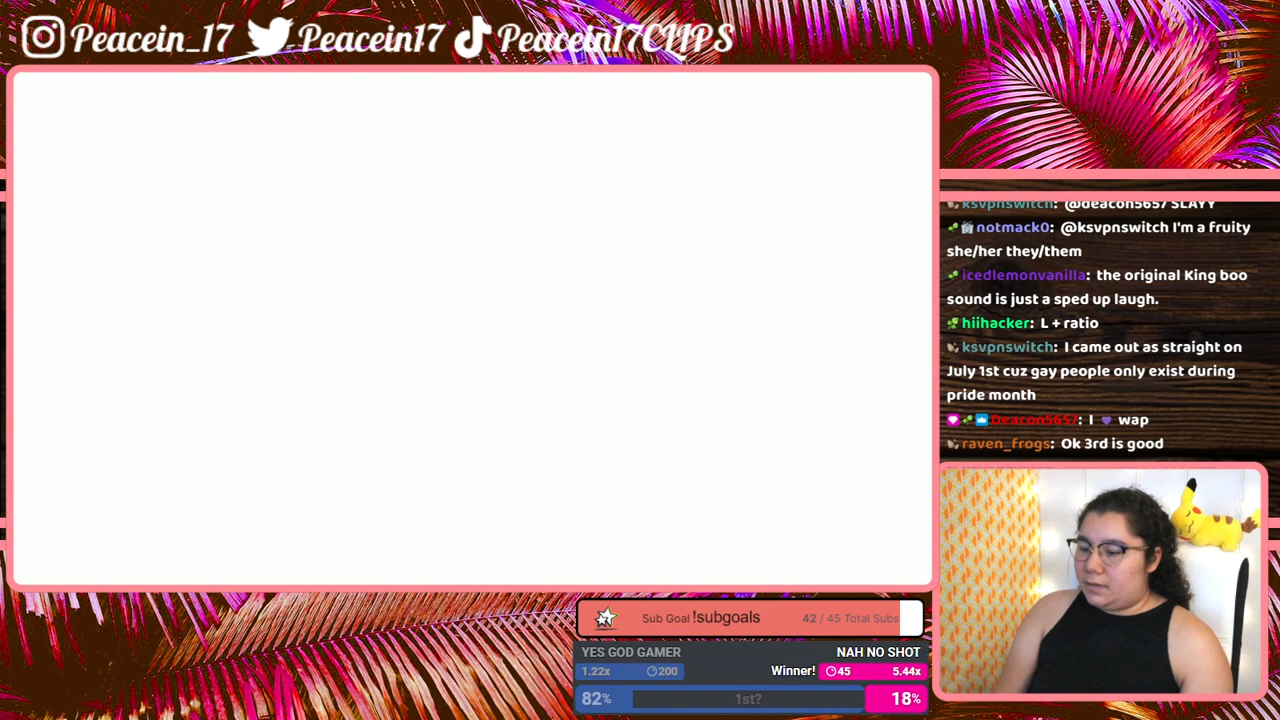 Peacein_17 Peacein17 Peacein17CLIPS
ksvpnswitch: @deacon5657 SLAYY
notmack0: @ksvpnswitch I'm a fruity
she/her they/them
icedlemonvanilla: the original King boo
sound is just a sped up laugh.
hiihacker: L + ratio
ksvpnswitch: I came out as straight on
July 1st cuz gay people only exist during
pride month
Deacon5657: I 💜 wap
raven_frogs: Ok 3rd is good
Sub Goal !subgoals 42 / 45 Total Subs
YES GOD GAMER NAH NO SHOT
1.22x 200 Winner! 45 5.44x
82% 1st? 18%